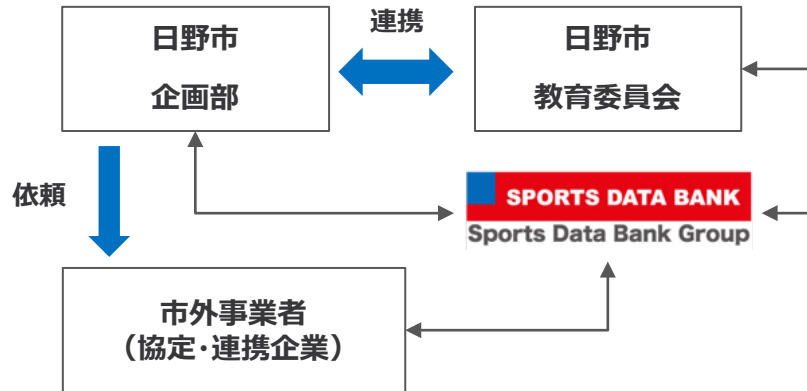 日野市
企画部
連携
日野市
教育委員会
依頼
SPORTS DATA BANK
Sports Data Bank Group
市外事業者
（協定･連携企業）